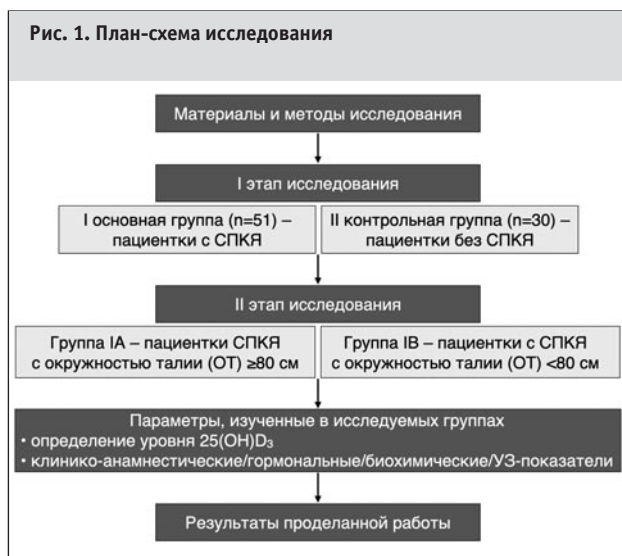 Рис. 1. План-схема исследования
Материалы и методы исследования
I этап исследования
I основная группа (n=51) –
пациентки с СПКЯ
II контрольная группа (n=30) –
пациентки без СПКЯ
II этап исследования
Группа IA – пациентки СПКЯ
с окружностью талии (ОТ) ≥80 см
Группа IB – пациентки с СПКЯ
с окружностью талии (ОТ) <80 см
Параметры, изученные в исследуемых группах
• определение уровня 25(OH)D₃
• клинико-анамнестические/гормональные/биохимические/УЗ-показатели
Результаты проделанной работы